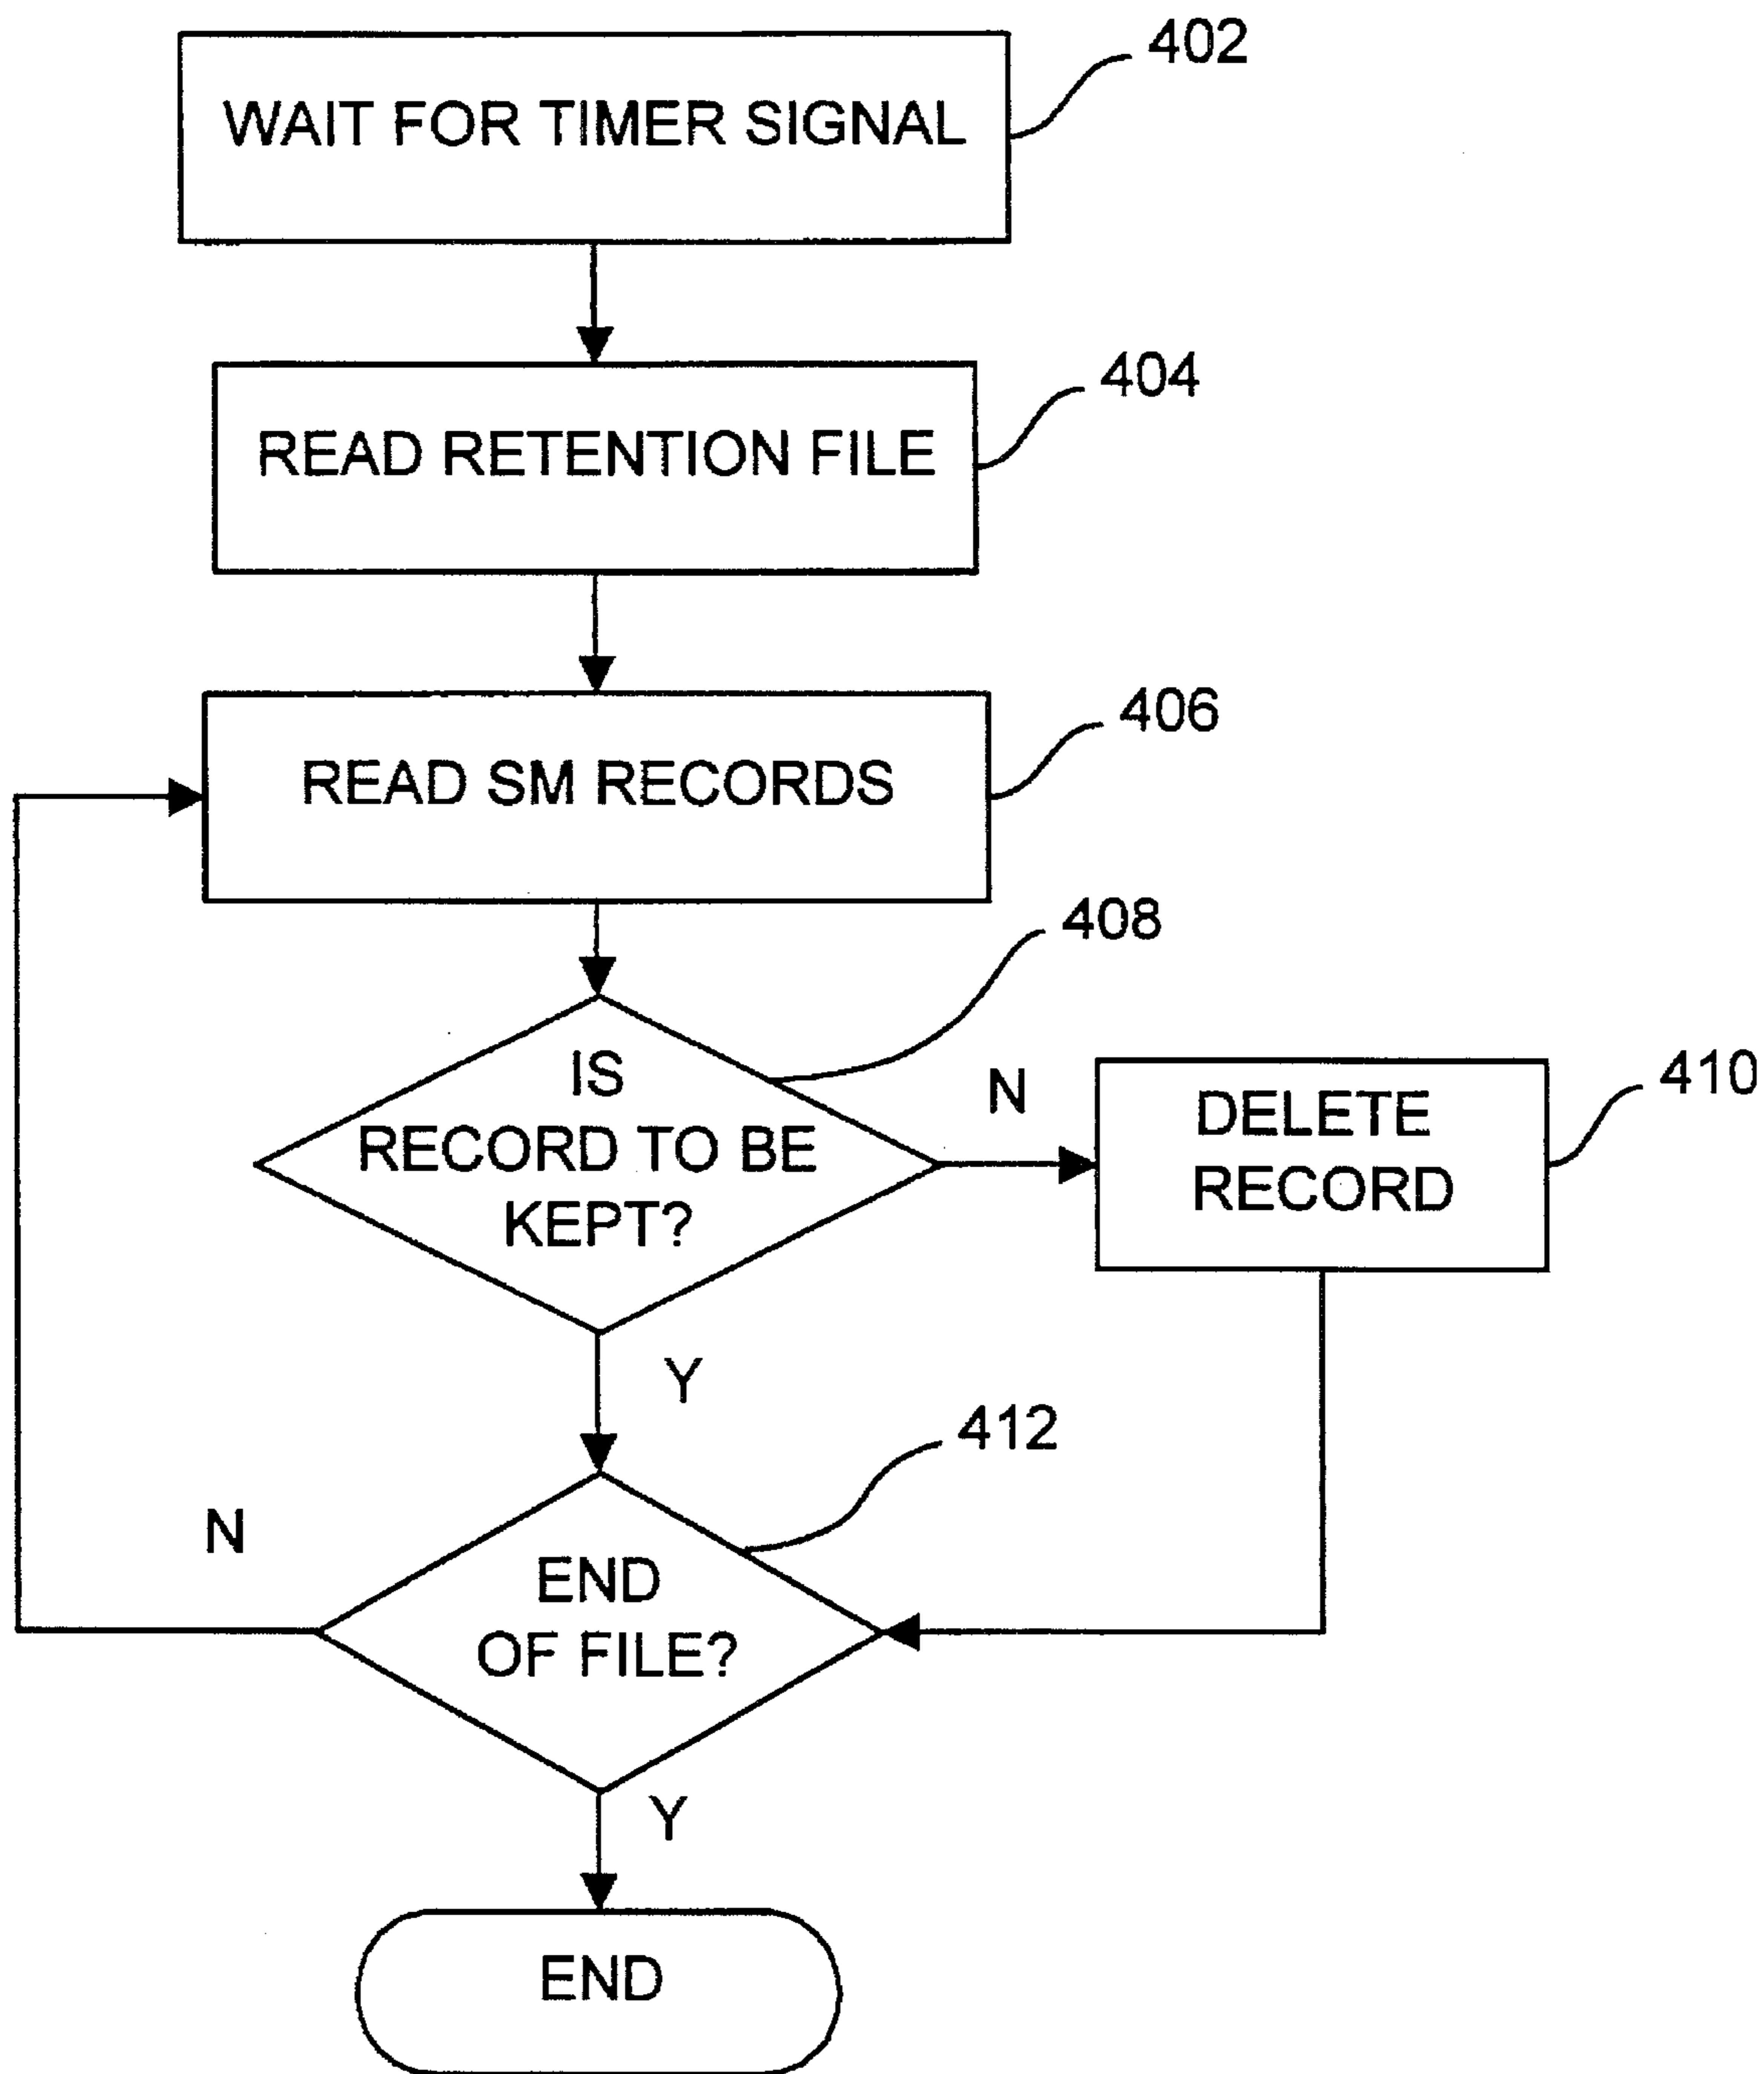 402
WAIT FOR TIMER SIGNAL
404
READ RETENTION FILE
406
READ SM RECORDS
408
IS
RECORD TO BE
KEPT?
N
DELETE
RECORD
410
Y
412
N
END
OF FILE?
Y
END